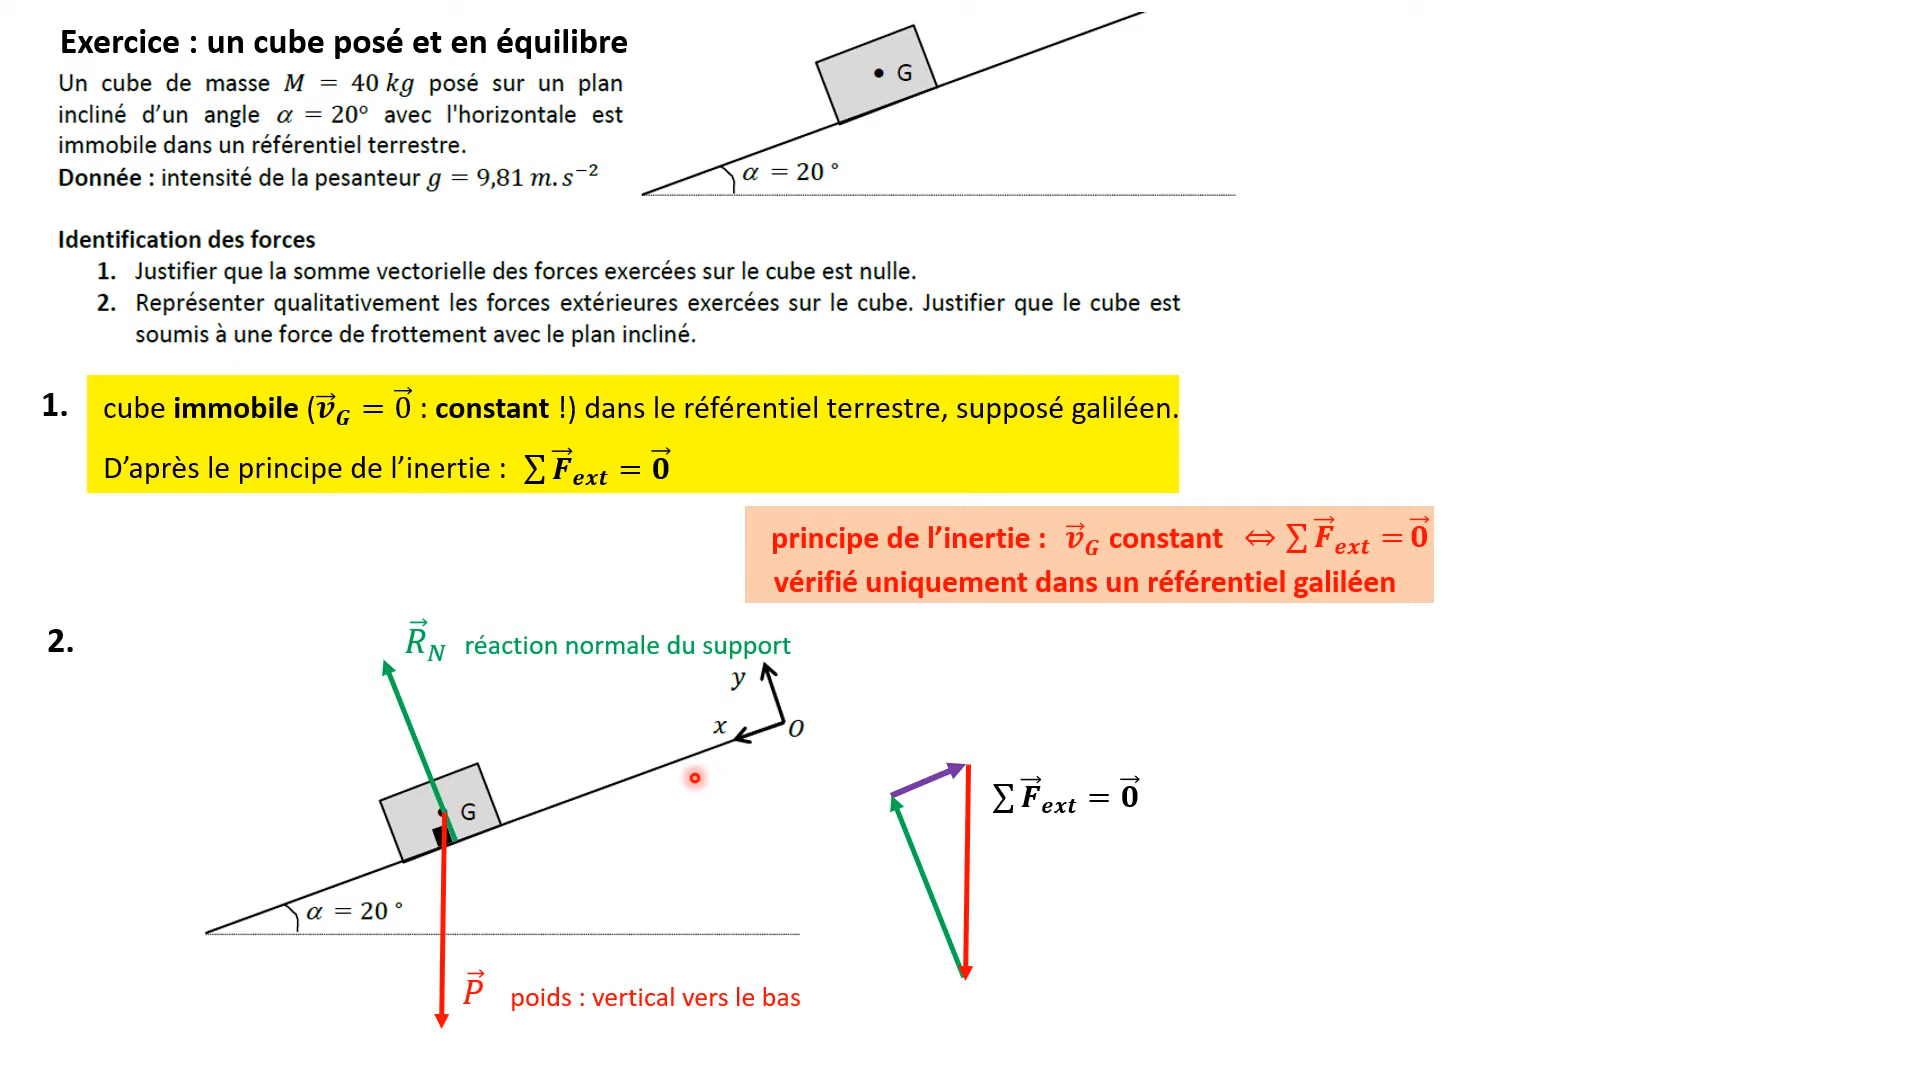 Exercice : un cube posé et en équilibre
Un cube de masse M = 40 kg posé sur un plan
incliné d’un angle α = 20° avec l'horizontale est
immobile dans un référentiel terrestre.
Donnée : intensité de la pesanteur g = 9,81 m.s⁻²
G
α = 20 °
Identification des forces
1. Justifier que la somme vectorielle des forces exercées sur le cube est nulle.
2. Représenter qualitativement les forces extérieures exercées sur le cube. Justifier que le cube est
soumis à une force de frottement avec le plan incliné.
1. cube immobile (v⃗_G = 0⃗ : constant !) dans le référentiel terrestre, supposé galiléen.
D’après le principe de l’inertie : ∑F⃗_ext = 0⃗
principe de l’inertie : v⃗_G constant ⇔ ∑F⃗_ext = 0⃗
vérifié uniquement dans un référentiel galiléen
2.
R⃗_N réaction normale du support
y
x
O
G
∑F⃗_ext = 0⃗
α = 20 °
P⃗ poids : vertical vers le bas